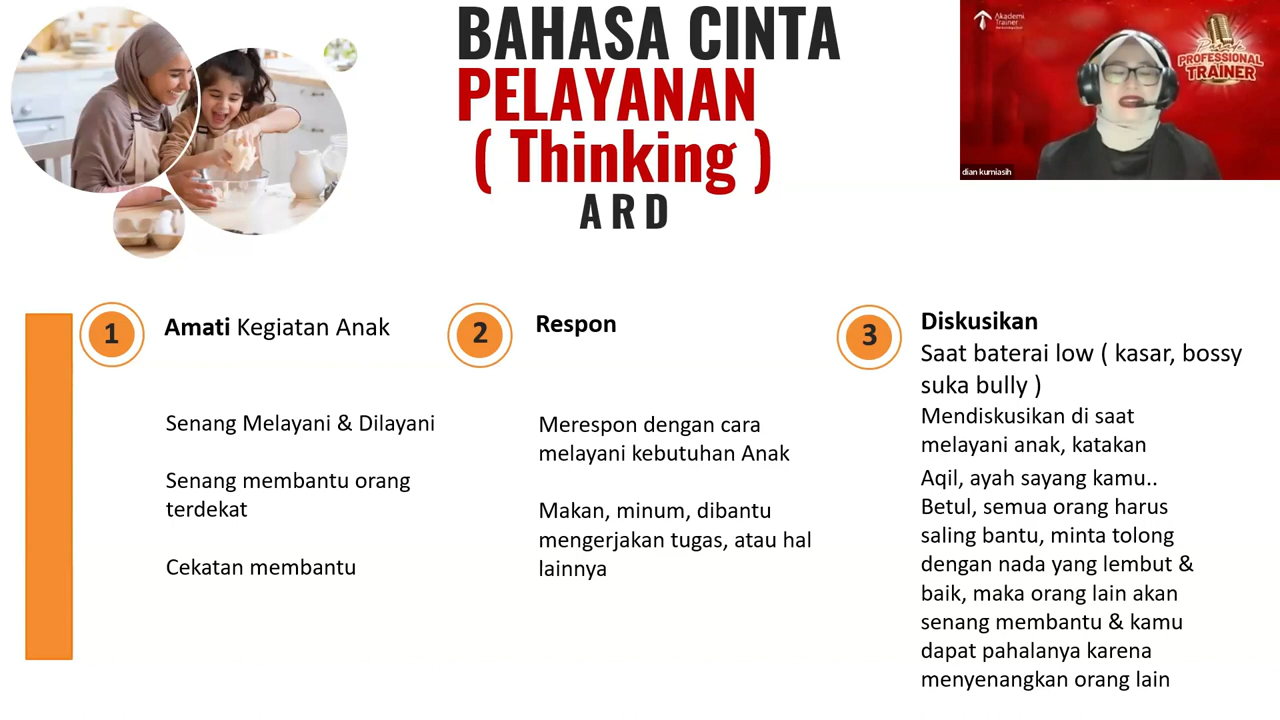 BAHASA CINTA
PELAYANAN
( Thinking )
A R D
Akademi
Trainer
PROFESSIONAL
TRAINER
dian kurniasih
1
Amati Kegiatan Anak
Senang Melayani & Dilayani
Senang membantu orang
terdekat
Cekatan membantu
2
Respon
Merespon dengan cara
melayani kebutuhan Anak
Makan, minum, dibantu
mengerjakan tugas, atau hal
lainnya
3
Diskusikan
Saat baterai low ( kasar, bossy
suka bully )
Mendiskusikan di saat
melayani anak, katakan
Aqil, ayah sayang kamu..
Betul, semua orang harus
saling bantu, minta tolong
dengan nada yang lembut &
baik, maka orang lain akan
senang membantu & kamu
dapat pahalanya karena
menyenangkan orang lain